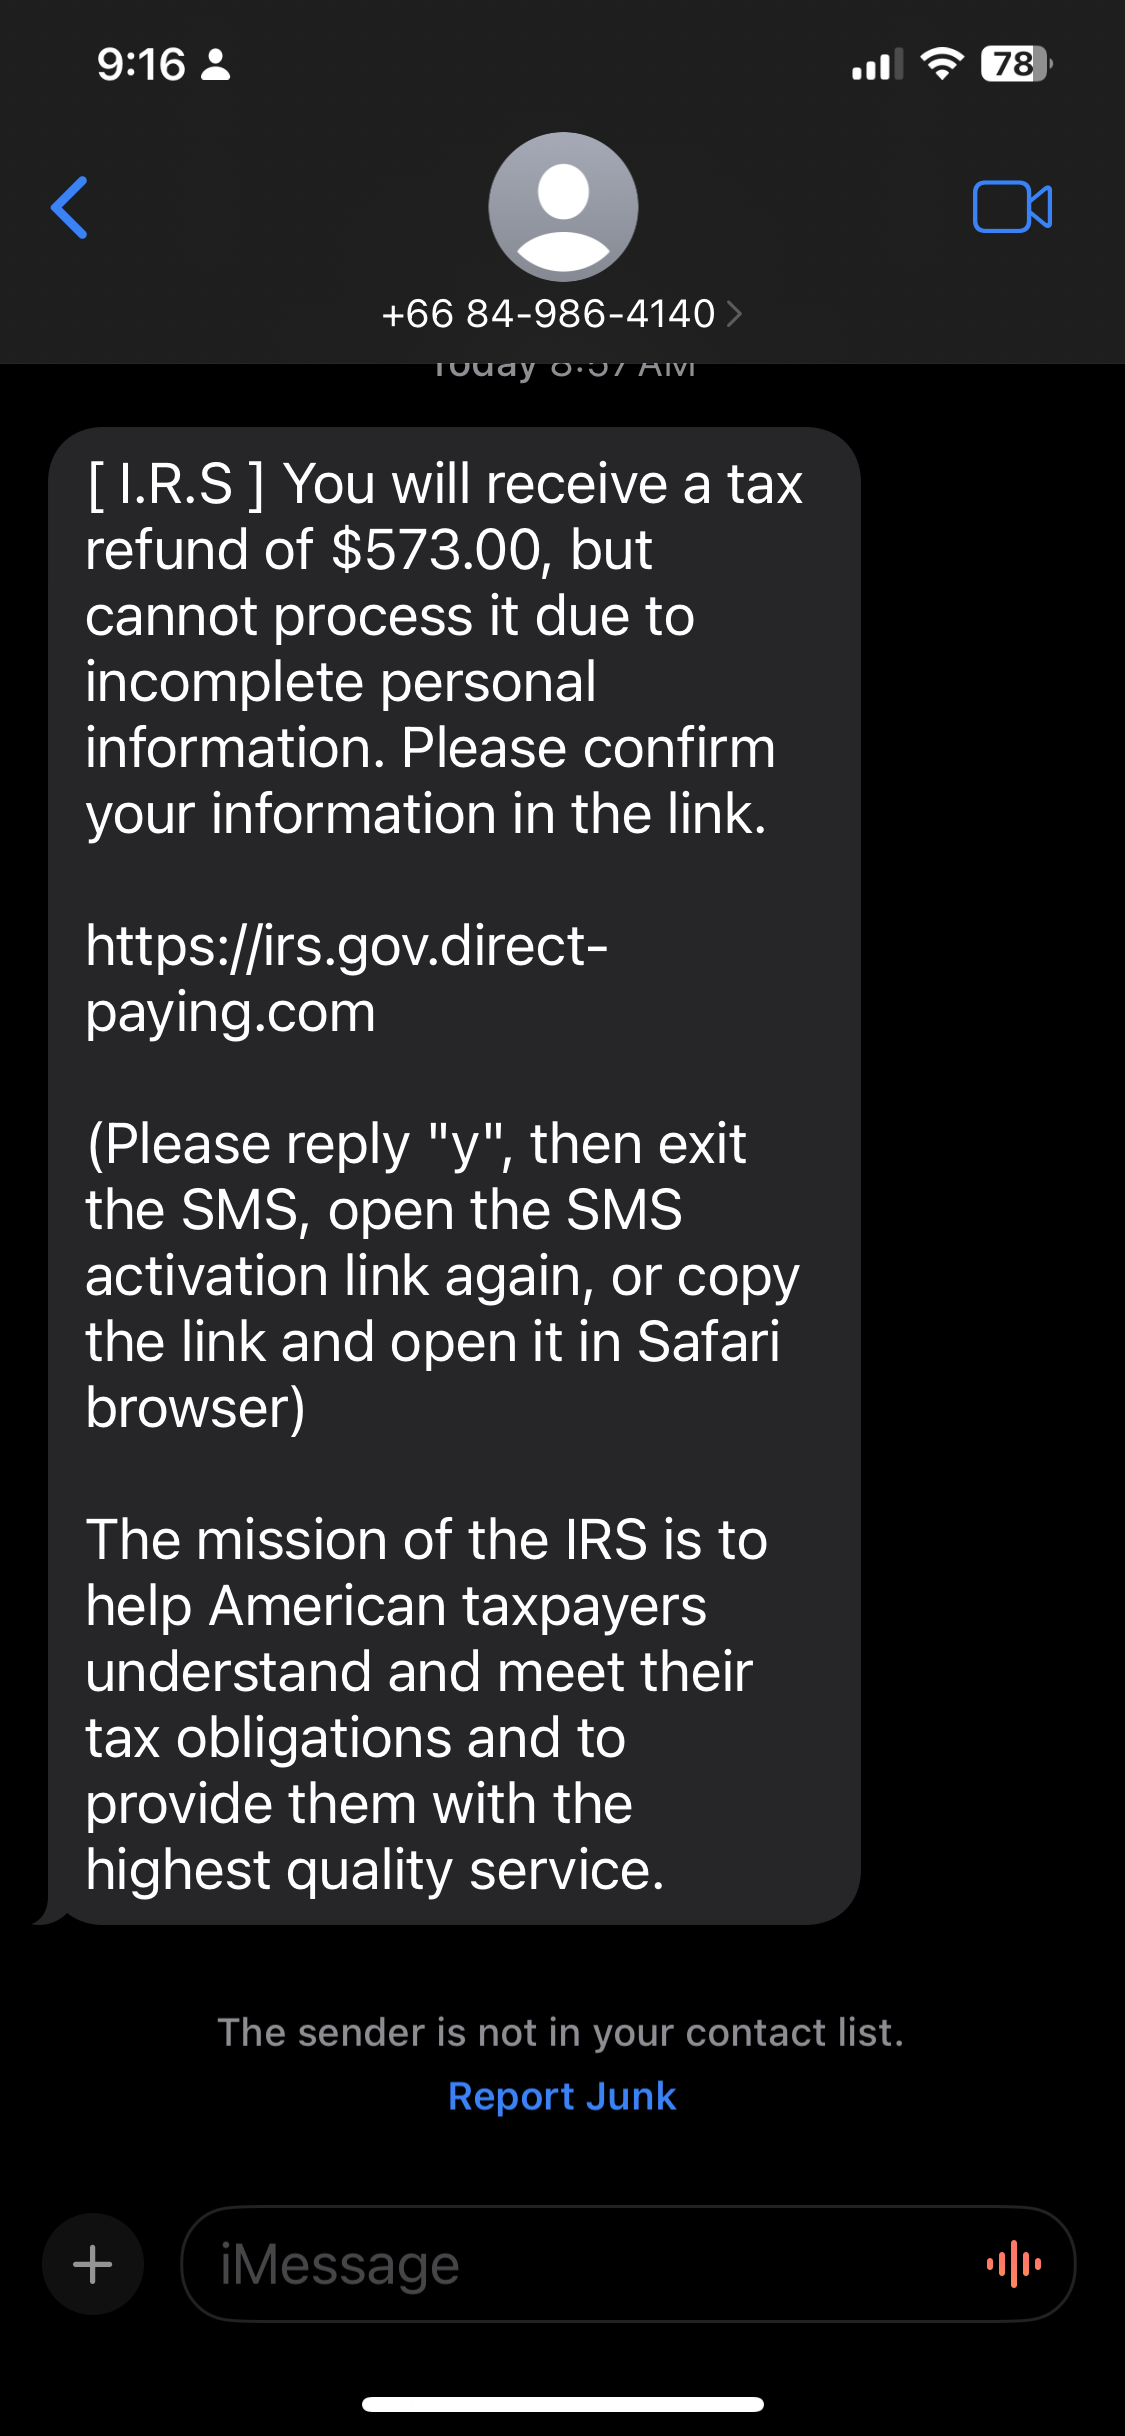 9:16
78
+66 84-986-4140
Today 8:57 AM
[ I.R.S ] You will receive a tax
refund of $573.00, but
cannot process it due to
incomplete personal
information. Please confirm
your information in the link.
https://irs.gov.direct-
paying.com
(Please reply "y", then exit
the SMS, open the SMS
activation link again, or copy
the link and open it in Safari
browser)
The mission of the IRS is to
help American taxpayers
understand and meet their
tax obligations and to
provide them with the
highest quality service.
The sender is not in your contact list.
Report Junk
iMessage